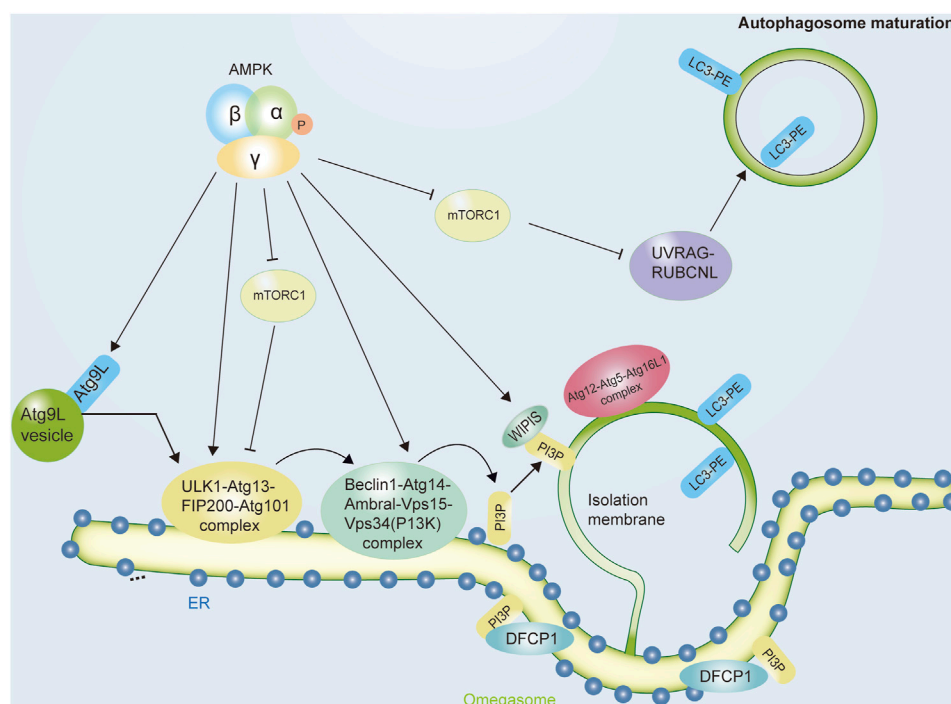 Autophagosome maturation
AMPK
β
α
P
γ
LC3-PE
LC3-PE
mTORC1
UVRAG-
RUBCNL
mTORC1
Atg9L
Atg9L
vesicle
Atg12-Atg5-Atg16L1
complex
WIPIS
PI3P
LC3-PE
LC3-PE
ULK1-Atg13-
FIP200-Atg101
complex
Beclin1-Atg14-
Ambral-Vps15-
Vps34(P13K)
complex
PI3P
Isolation
membrane
...
ER
PI3P
DFCP1
PI3P
DFCP1
Omegasome